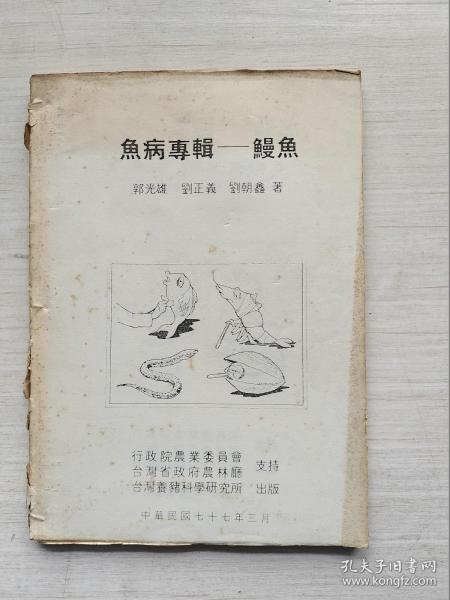 魚病專輯——鰻魚
郭光雄 劉正義 劉朝鑫 著
行政院農業委員會
台灣省政府農林廳 支持
台灣養豬科學研究所 出版
中華民國七十七年三月
孔夫子旧书网
www.kongfz.com